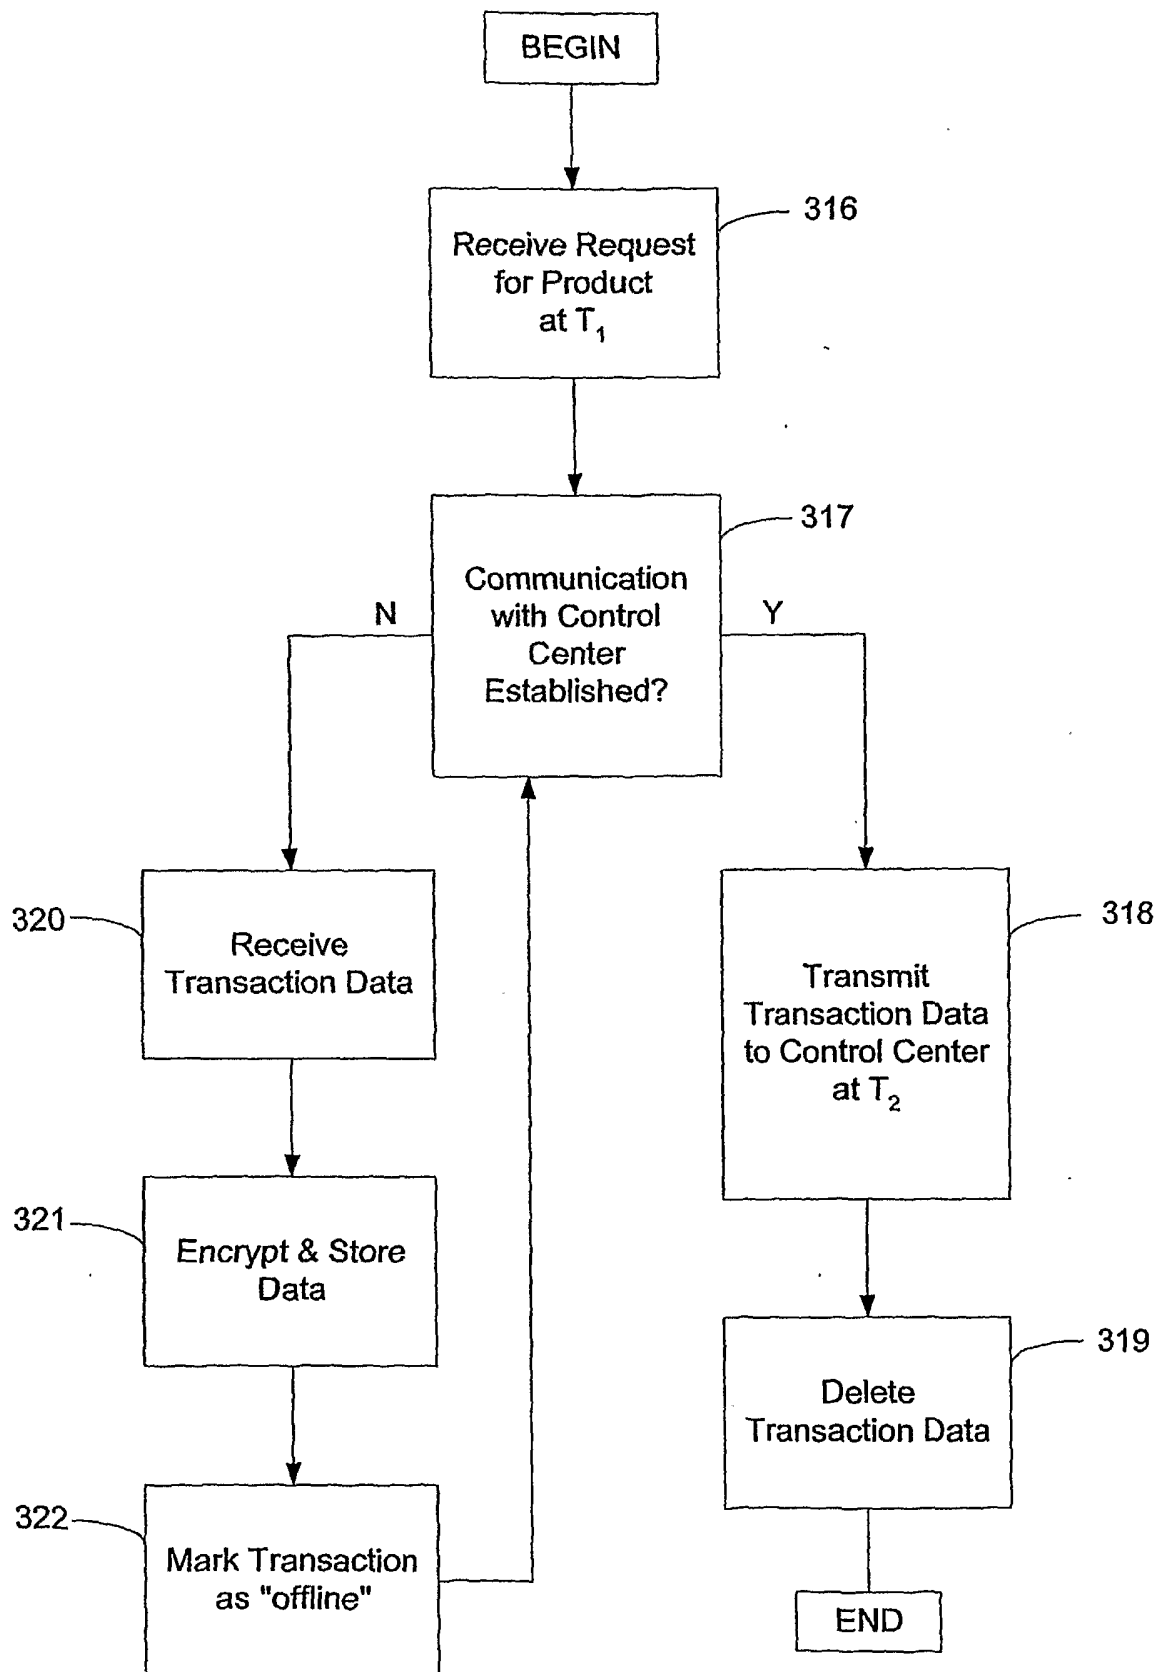 BEGIN
316
Receive Request
for Product
at T₁
317
Communication
with Control
Center
Established?
N
Y
320
Receive
Transaction Data
318
Transmit
Transaction Data
to Control Center
at T₂
321
Encrypt & Store
Data
319
Delete
Transaction Data
322
Mark Transaction
as "offline"
END